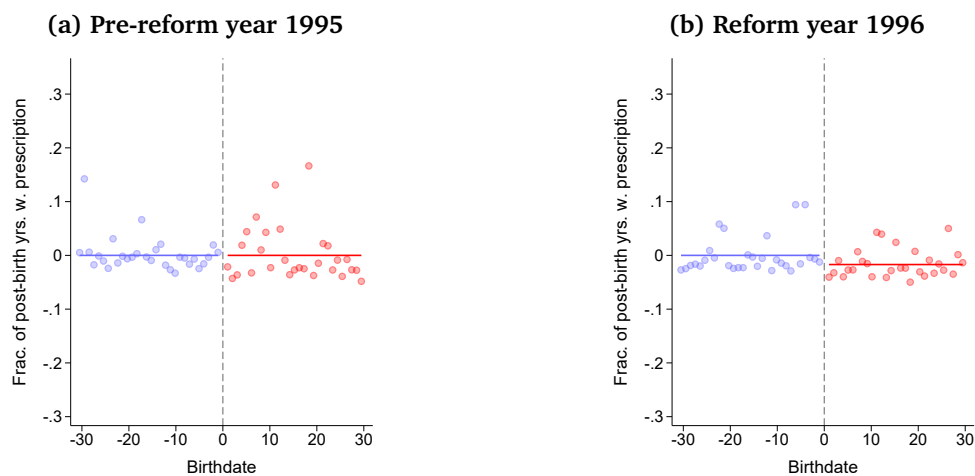 (a) Pre-reform year 1995
Frac. of post-birth yrs. w. prescription
.3
.2
.1
0
-.1
-.2
-.3
-30 -20 -10 0 10 20 30
Birthdate
(b) Reform year 1996
Frac. of post-birth yrs. w. prescription
.3
.2
.1
0
-.1
-.2
-.3
-30 -20 -10 0 10 20 30
Birthdate